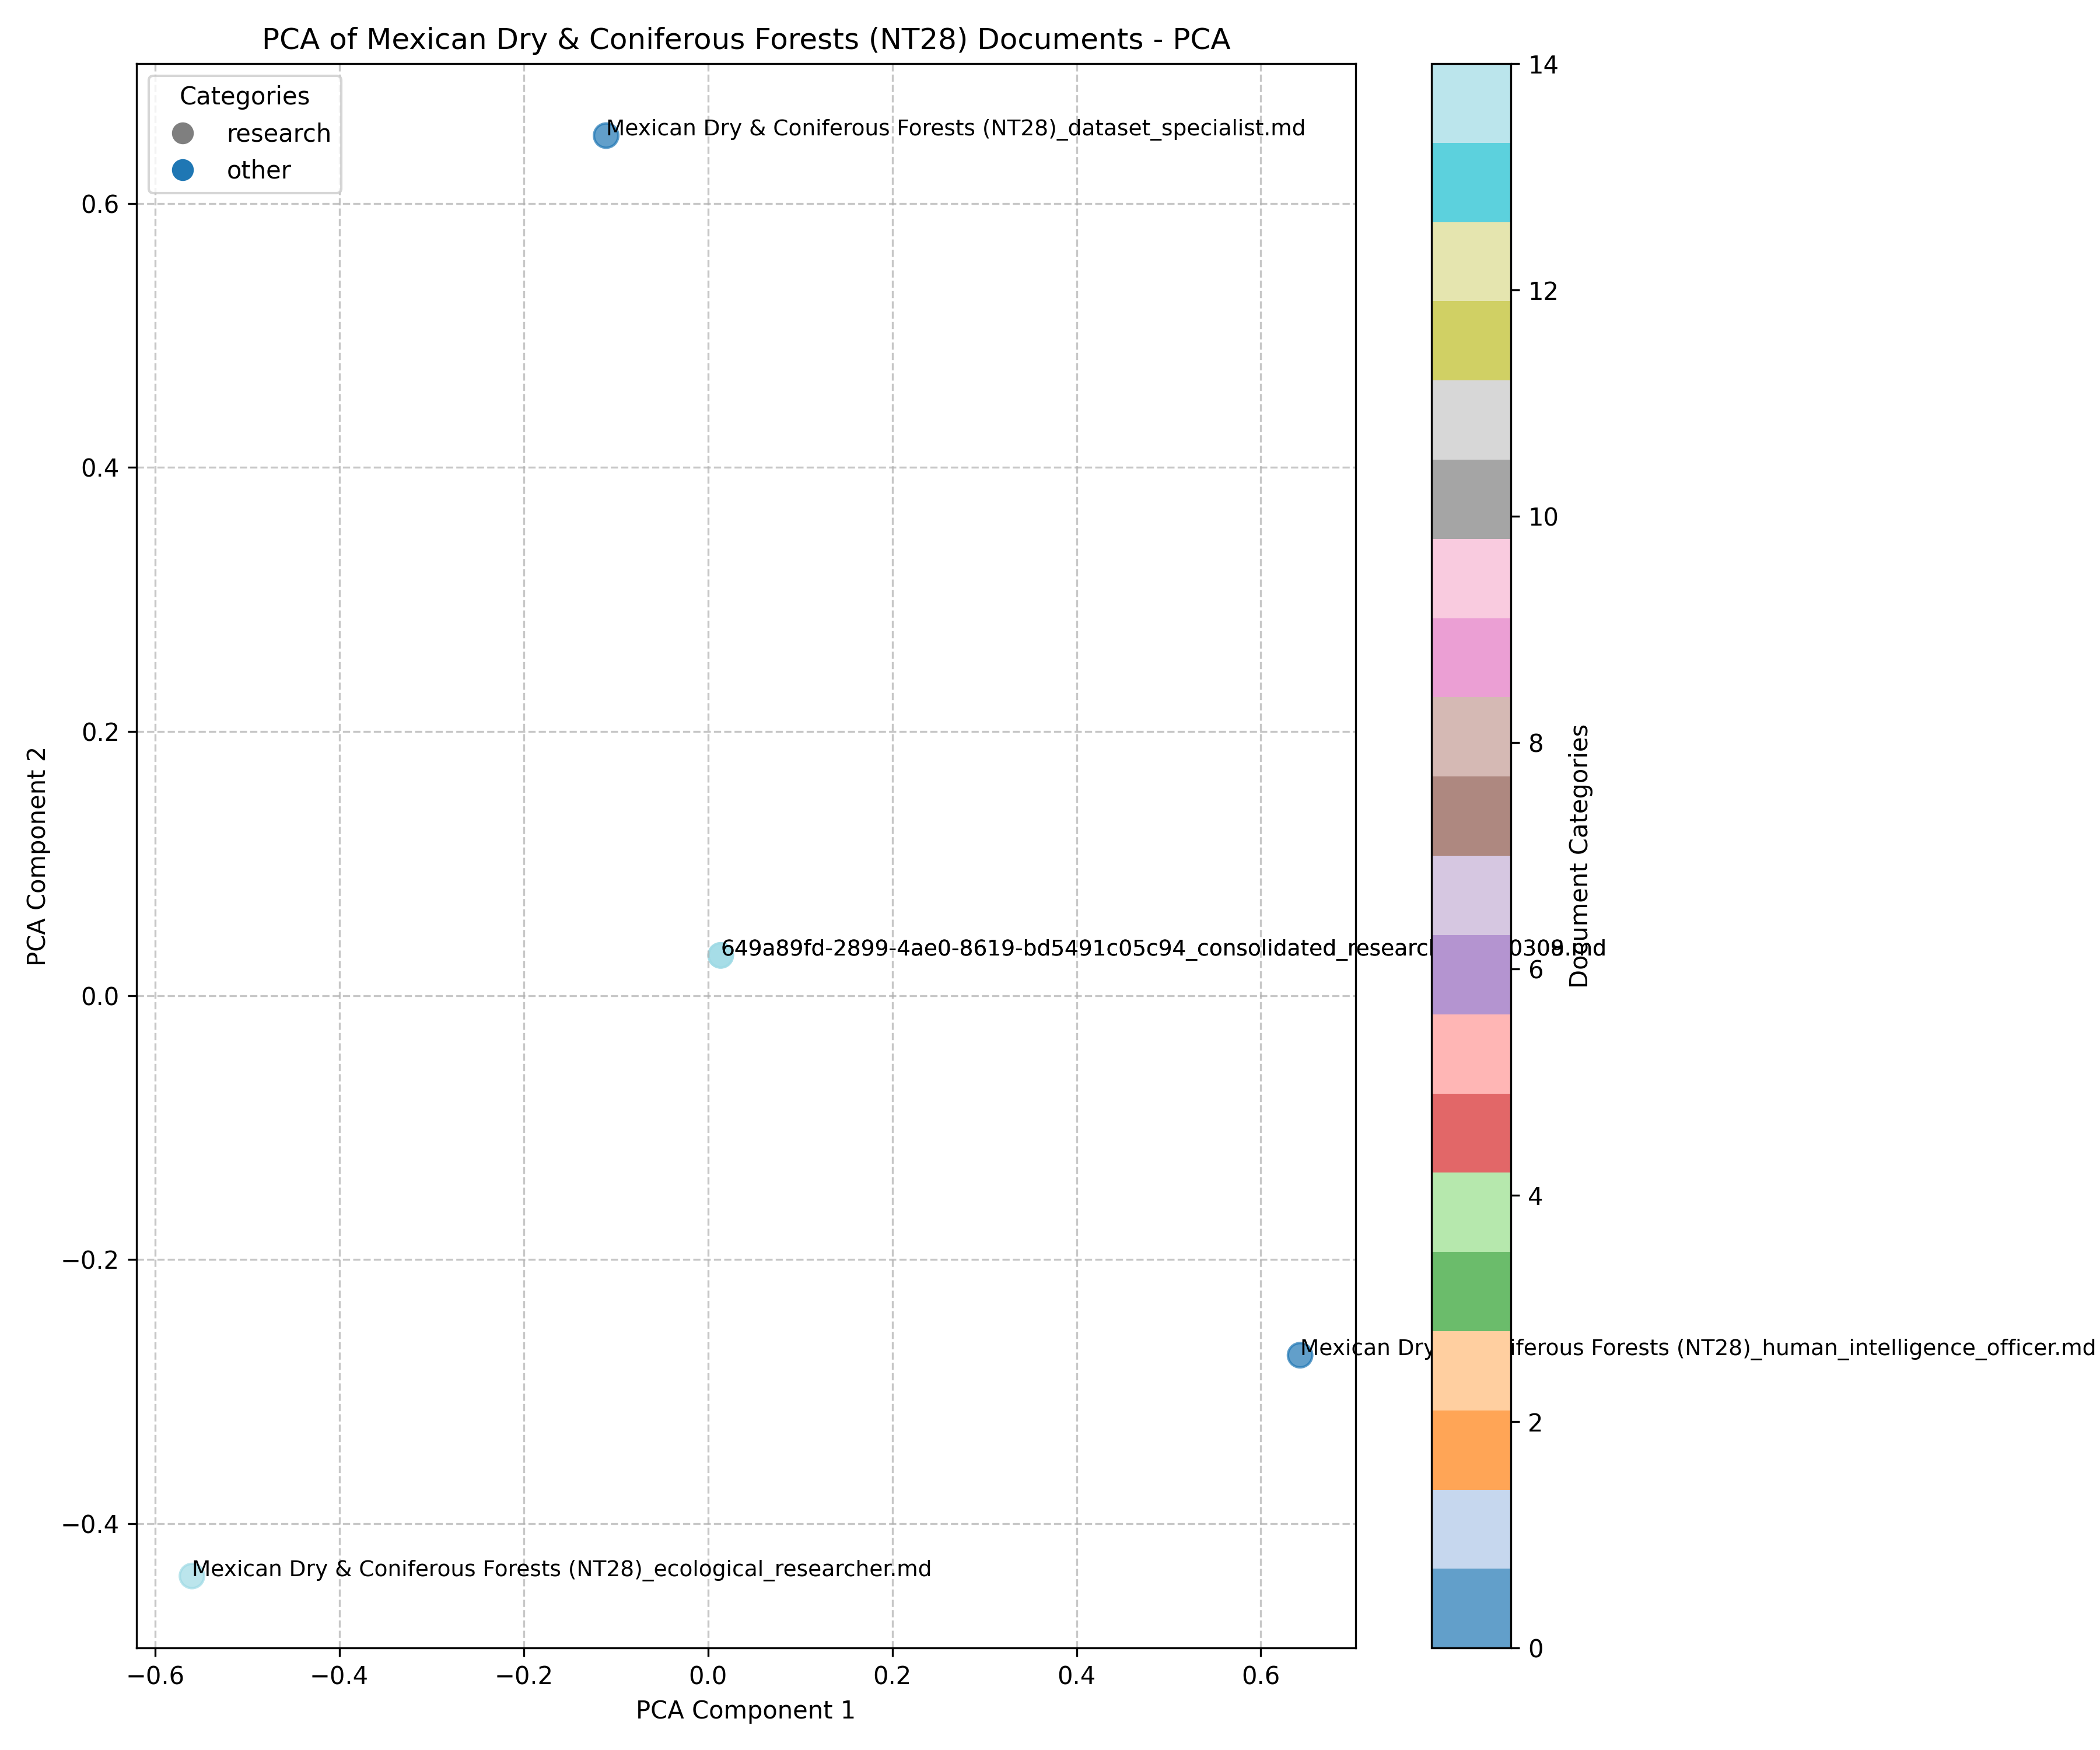 PCA of Mexican Dry & Coniferous Forests (NT28) Documents - PCA
Categories
research
other
Mexican Dry & Coniferous Forests (NT28)_dataset_specialist.md
649a89fd-2899-4ae0-8619-bd5491c05c94_consolidated_research
.md
Mexican Dry
iferous Forests (NT28)_human_intelligence_officer.md
Mexican Dry & Coniferous Forests (NT28)_ecological_researcher.md
PCA Component 2
0.6
0.4
0.2
0.0
−0.2
−0.4
−0.6
−0.4
−0.2
0.0
0.2
0.4
0.6
PCA Component 1
14
12
10
8
6
4
2
0
Document Categories